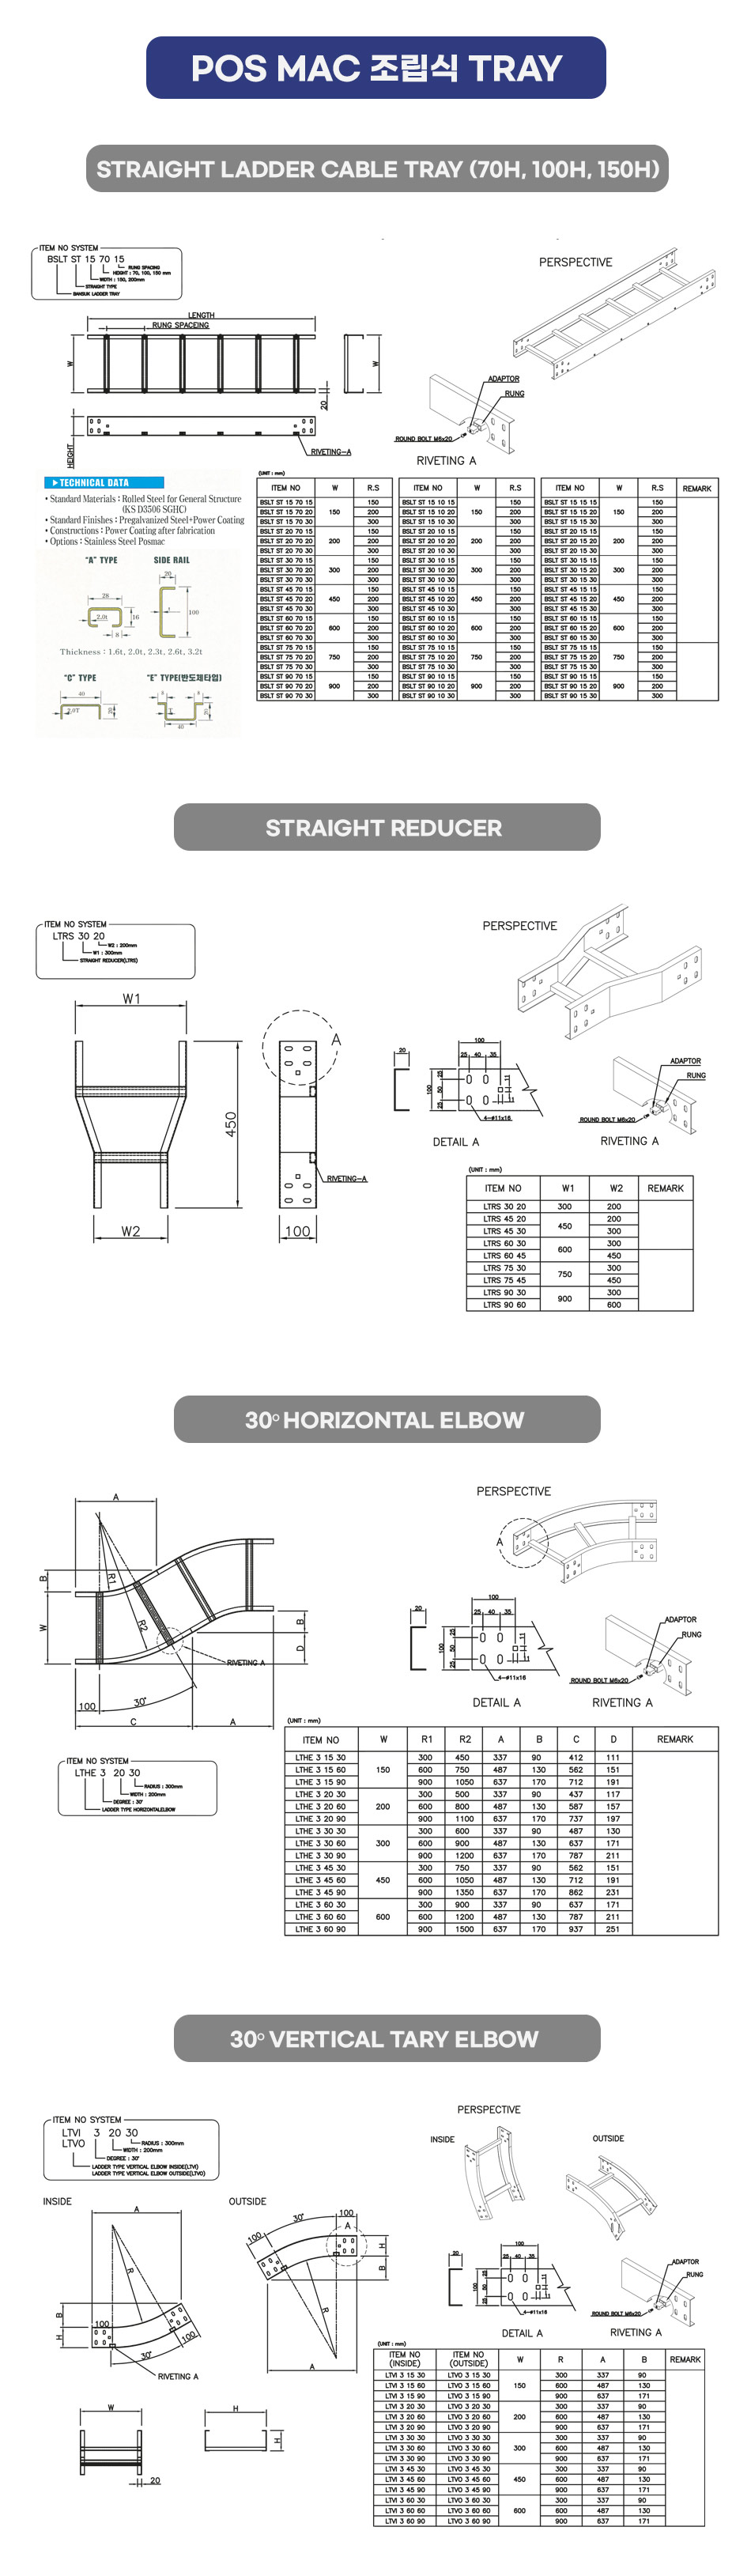 POS MAC 조립식 TRAY
STRAIGHT LADDER CABLE TRAY (70H, 100H, 150H)
ITEM NO SYSTEM
BSLT ST 15 70 15
RUNG SPACING
HEIGHT : 70, 100, 150 mm
WIDTH : 150, 200mm
STRAIGHT TYPE
BANSUK LADDER TRAY
PERSPECTIVE
LENGTH
RUNG SPACEING
W
W
20
HEIGHT
RIVETING-A
ADAPTOR
RUNG
ROUND BOLT M6x20
RIVETING A
▶TECHNICAL DATA
• Standard Materials : Rolled Steel for General Structure
(KS D3506 SGHC)
• Standard Finishes : Pregalvanized Steel+Power Coating
• Constructions : Power Coating after fabrication
• Options : Stainless Steel Posmac
"A" TYPE SIDE RAIL
28
2.0t
16
8
20
100
Thickness : 1.6t, 2.0t, 2.3t, 2.6t, 3.2t
"C" TYPE "E" TYPE(반도체타입)
40
2.0T
20
40
(UNIT : mm)
ITEM NO W R.S ITEM NO W R.S ITEM NO W R.S REMARK
BSLT ST 15 70 15 150 BSLT ST 15 10 15 150 BSLT ST 15 15 15 150
BSLT ST 15 70 20 150 200 BSLT ST 15 10 20 150 200 BSLT ST 15 15 20 150 200
BSLT ST 15 70 30 300 BSLT ST 15 10 30 300 BSLT ST 15 15 30 300
BSLT ST 20 70 15 150 BSLT ST 20 10 15 150 BSLT ST 20 15 15 150
BSLT ST 20 70 20 200 200 BSLT ST 20 10 20 200 200 BSLT ST 20 15 20 200 200
BSLT ST 20 70 30 300 BSLT ST 20 10 30 300 BSLT ST 20 15 30 300
BSLT ST 30 70 15 150 BSLT ST 30 10 15 150 BSLT ST 30 15 15 150
BSLT ST 30 70 20 300 200 BSLT ST 30 10 20 300 200 BSLT ST 30 15 20 300 200
BSLT ST 30 70 30 300 BSLT ST 30 10 30 300 BSLT ST 30 15 30 300
BSLT ST 45 70 15 150 BSLT ST 45 10 15 150 BSLT ST 45 15 15 150
BSLT ST 45 70 20 450 200 BSLT ST 45 10 20 450 200 BSLT ST 45 15 20 450 200
BSLT ST 45 70 30 300 BSLT ST 45 10 30 300 BSLT ST 45 15 30 300
BSLT ST 60 70 15 150 BSLT ST 60 10 15 150 BSLT ST 60 15 15 150
BSLT ST 60 70 20 600 200 BSLT ST 60 10 20 600 200 BSLT ST 60 15 20 600 200
BSLT ST 60 70 30 300 BSLT ST 60 10 30 300 BSLT ST 60 15 30 300
BSLT ST 75 70 15 150 BSLT ST 75 10 15 150 BSLT ST 75 15 15 150
BSLT ST 75 70 20 750 200 BSLT ST 75 10 20 750 200 BSLT ST 75 15 20 750 200
BSLT ST 75 70 30 300 BSLT ST 75 10 30 300 BSLT ST 75 15 30 300
BSLT ST 90 70 15 150 BSLT ST 90 10 15 150 BSLT ST 90 15 15 150
BSLT ST 90 70 20 900 200 BSLT ST 90 10 20 900 200 BSLT ST 90 15 20 900 200
BSLT ST 90 70 30 300 BSLT ST 90 10 30 300 BSLT ST 90 15 30 300
STRAIGHT REDUCER
ITEM NO SYSTEM
LTRS 30 20
W2 : 200mm
W1 : 300mm
STRAIGHT REDUCER(LTRS)
PERSPECTIVE
W1
450
W2
A
RIVETING-A
100
20
100
25 40 35
100
25 50 25
11
4-ø11x16
DETAIL A
ADAPTOR
RUNG
ROUND BOLT M6x20
RIVETING A
(UNIT : mm)
ITEM NO W1 W2 REMARK
LTRS 30 20 300 200
LTRS 45 20 450 200
LTRS 45 30 300
LTRS 60 30 600 300
LTRS 60 45 450
LTRS 75 30 750 300
LTRS 75 45 450
LTRS 90 30 900 300
LTRS 90 60 600
30° HORIZONTAL ELBOW
PERSPECTIVE
A
B
W
R1
R2
B
D
RIVETING A
100
30°
C
A
A
20
100
25 40 35
100
25 50 25
11
4-ø11x16
DETAIL A
ADAPTOR
RUNG
ROUND BOLT M6x20
RIVETING A
ITEM NO SYSTEM
LTHE 3 20 30
RADIUS : 300mm
WIDTH : 200mm
DEGREE : 30°
LADDER TYPE HORIZONTALELBOW
(UNIT : mm)
ITEM NO W R1 R2 A B C D REMARK
LTHE 3 15 30 300 450 337 90 412 111
LTHE 3 15 60 150 600 750 487 130 562 151
LTHE 3 15 90 900 1050 637 170 712 191
LTHE 3 20 30 300 500 337 90 437 117
LTHE 3 20 60 200 600 800 487 130 587 157
LTHE 3 20 90 900 1100 637 170 737 197
LTHE 3 30 30 300 600 337 90 487 130
LTHE 3 30 60 300 600 900 487 130 637 171
LTHE 3 30 90 900 1200 637 170 787 211
LTHE 3 45 30 300 750 337 90 562 151
LTHE 3 45 60 450 600 1050 487 130 712 191
LTHE 3 45 90 900 1350 637 170 862 231
LTHE 3 60 30 300 900 337 90 637 171
LTHE 3 60 60 600 600 1200 487 130 787 211
LTHE 3 60 90 900 1500 637 170 937 251
30° VERTICAL TARY ELBOW
ITEM NO SYSTEM
LTVI 3 20 30
LTVO
RADIUS : 300mm
WIDTH : 200mm
DEGREE : 30°
LADDER TYPE VERTICAL ELBOW INSIDE(LTV)
LADDER TYPE VERTICAL ELBOW OUTSIDE(LTVO)
PERSPECTIVE
INSIDE
OUTSIDE
INSIDE
A
R
B
H
100
30°
100
RIVETING A
OUTSIDE
100
30°
100
A
H
B
R
A
W
20
H
H
20
100
25 40 35
100
25 50 25
11
4-ø11x16
DETAIL A
ADAPTOR
RUNG
ROUND BOLT M6x20
RIVETING A
(UNIT : mm)
ITEM NO (INSIDE) ITEM NO (OUTSIDE) W R A B REMARK
LTVI 3 15 30 LTVO 3 15 30 300 337 90
LTVI 3 15 60 LTVO 3 15 60 150 600 487 130
LTVI 3 15 90 LTVO 3 15 90 900 637 171
LTVI 3 20 30 LTVO 3 20 30 300 337 90
LTVI 3 20 60 LTVO 3 20 60 200 600 487 130
LTVI 3 20 90 LTVO 3 20 90 900 637 171
LTVI 3 30 30 LTVO 3 30 30 300 337 90
LTVI 3 30 60 LTVO 3 30 60 300 600 487 130
LTVI 3 30 90 LTVO 3 30 90 900 637 171
LTVI 3 45 30 LTVO 3 45 30 300 337 90
LTVI 3 45 60 LTVO 3 45 60 450 600 487 130
LTVI 3 45 90 LTVO 3 45 90 900 637 171
LTVI 3 60 30 LTVO 3 60 30 300 337 90
LTVI 3 60 60 LTVO 3 60 60 600 600 487 130
LTVI 3 60 90 LTVO 3 60 90 900 637 171